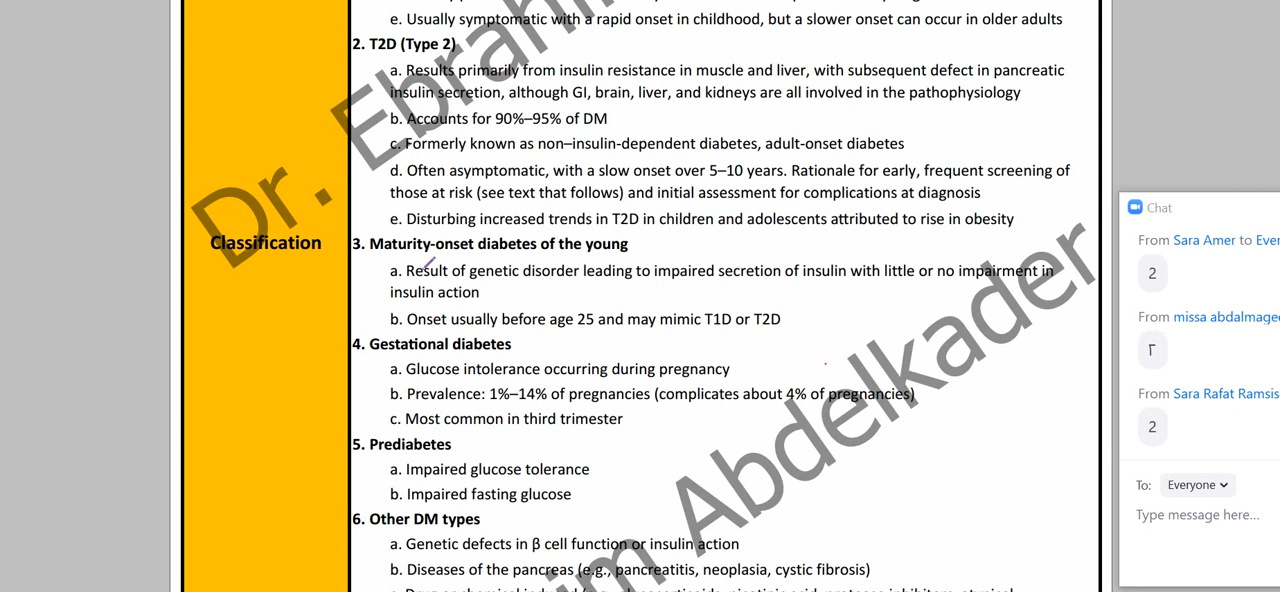 e. Usually symptomatic with a rapid onset in childhood, but a slower onset can occur in older adults
2. T2D (Type 2)
a. Results primarily from insulin resistance in muscle and liver, with subsequent defect in pancreatic
insulin secretion, although GI, brain, liver, and kidneys are all involved in the pathophysiology
b. Accounts for 90%–95% of DM
c. Formerly known as non–insulin-dependent diabetes, adult-onset diabetes
d. Often asymptomatic, with a slow onset over 5–10 years. Rationale for early, frequent screening of
those at risk (see text that follows) and initial assessment for complications at diagnosis
e. Disturbing increased trends in T2D in children and adolescents attributed to rise in obesity
Classification
3. Maturity-onset diabetes of the young
a. Result of genetic disorder leading to impaired secretion of insulin with little or no impairment in
insulin action
b. Onset usually before age 25 and may mimic T1D or T2D
4. Gestational diabetes
a. Glucose intolerance occurring during pregnancy
b. Prevalence: 1%–14% of pregnancies (complicates about 4% of pregnancies)
c. Most common in third trimester
5. Prediabetes
a. Impaired glucose tolerance
b. Impaired fasting glucose
6. Other DM types
a. Genetic defects in β cell function or insulin action
b. Diseases of the pancreas (e.g., pancreatitis, neoplasia, cystic fibrosis)
Dr. Ebrahim Abdelkader
Chat
From Sara Amer to Ever
2
From missa abdalmage
٢
From Sara Rafat Ramsis
2
To: Everyone
Type message here...